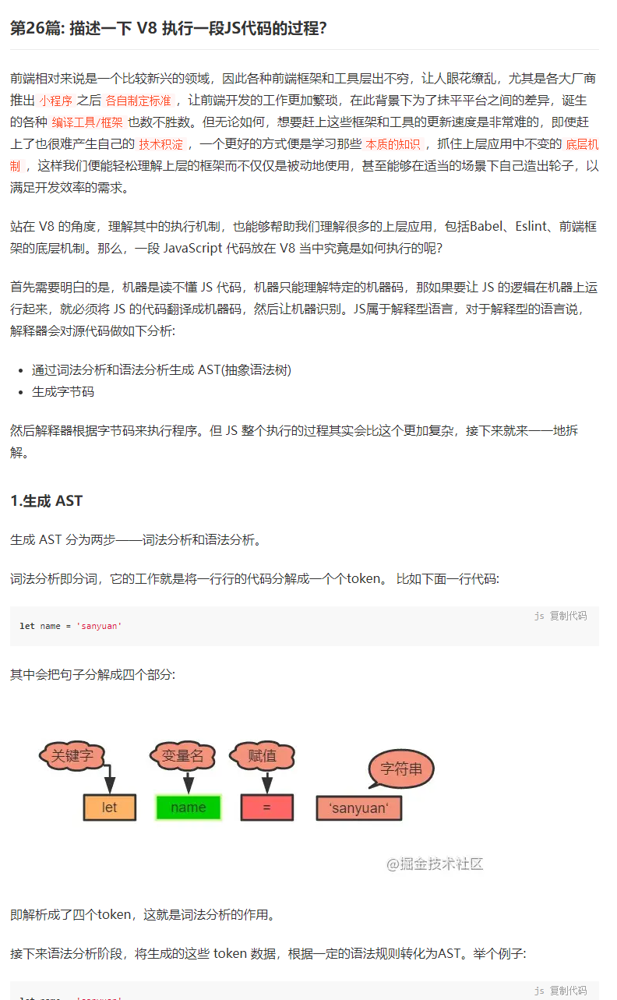 第26篇: 描述一下 V8 执行一段JS代码的过程？
前端相对来说是一个比较新兴的领域，因此各种前端框架和工具层出不穷，让人眼花缭乱，尤其是各大厂商
推出 小程序 之后 各自制定标准 ，让前端开发的工作更加繁琐，在此背景下为了抹平平台之间的差异，诞生
的各种 编译工具/框架 也数不胜数。但无论如何，想要赶上这些框架和工具的更新速度是非常难的，即使赶
上了也很难产生自己的 技术积淀 ，一个更好的方式便是学习那些 本质的知识 ，抓住上层应用中不变的 底层机
制 ，这样我们便能轻松理解上层的框架而不仅仅是被动地使用，甚至能够在适当的场景下自己造出轮子，以
满足开发效率的需求。
站在 V8 的角度，理解其中的执行机制，也能够帮助我们理解很多的上层应用，包括Babel、Eslint、前端框
架的底层机制。那么，一段 JavaScript 代码放在 V8 当中究竟是如何执行的呢？
首先需要明白的是，机器是读不懂 JS 代码，机器只能理解特定的机器码，那如果要让 JS 的逻辑在机器上运
行起来，就必须将 JS 的代码翻译成机器码，然后让机器识别。JS属于解释型语言，对于解释型的语言说，
解释器会对源代码做如下分析:
• 通过词法分析和语法分析生成 AST(抽象语法树)
• 生成字节码
然后解释器根据字节码来执行程序。但 JS 整个执行的过程其实会比这个更加复杂，接下来就来一一地拆
解。
1.生成 AST
生成 AST 分为两步——词法分析和语法分析。
词法分析即分词，它的工作就是将一行行的代码分解成一个个token。 比如下面一行代码:
js 复制代码
let name = 'sanyuan'
其中会把句子分解成四个部分:
关键字 变量名 赋值 字符串
let name = ‘sanyuan‘
@掘金技术社区
即解析成了四个token，这就是词法分析的作用。
接下来语法分析阶段，将生成的这些 token 数据，根据一定的语法规则转化为AST。举个例子:
js 复制代码
let name = 'sanyuan'